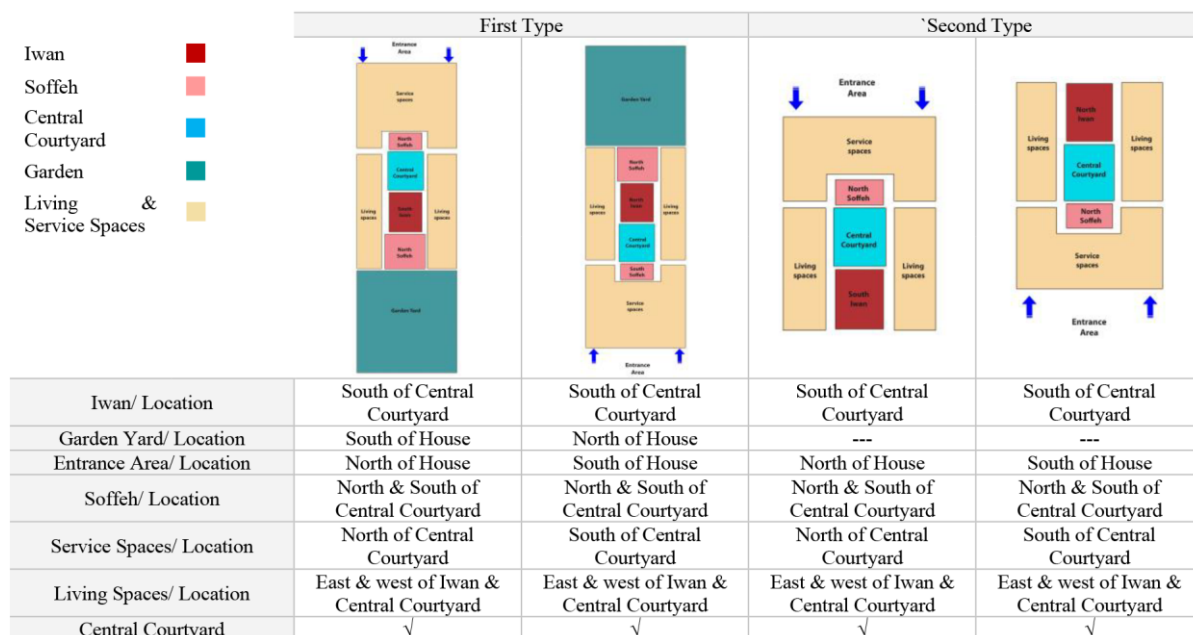 First Type
`Second Type
Iwan
Soffeh
Central
Courtyard
Garden
Living &
Service Spaces
Entrance
Area
Service
spaces
North
Soffeh
Central
Courtyard
Living
spaces
South
Iwan
Living
spaces
North
Soffeh
Garden Yard
Garden Yard
North
Soffeh
Living
spaces
North
Iwan
Living
spaces
Central
Courtyard
South
Soffeh
Service
spaces
Entrance
Area
Entrance
Area
Service
spaces
North
Soffeh
Central
Courtyard
Living
spaces
Living
spaces
South
Iwan
North
Iwan
Living
spaces
Living
spaces
Central
Courtyard
North
Soffeh
Service
spaces
Entrance
Area
Iwan/ Location
South of Central
Courtyard
South of Central
Courtyard
South of Central
Courtyard
South of Central
Courtyard
Garden Yard/ Location
South of House
North of House
---
---
Entrance Area/ Location
North of House
South of House
North of House
South of House
Soffeh/ Location
North & South of
Central Courtyard
North & South of
Central Courtyard
North & South of
Central Courtyard
North & South of
Central Courtyard
Service Spaces/ Location
North of Central
Courtyard
South of Central
Courtyard
North of Central
Courtyard
South of Central
Courtyard
Living Spaces/ Location
East & west of Iwan &
Central Courtyard
East & west of Iwan &
Central Courtyard
East & west of Iwan &
Central Courtyard
East & west of Iwan &
Central Courtyard
Central Courtyard
√
√
√
√